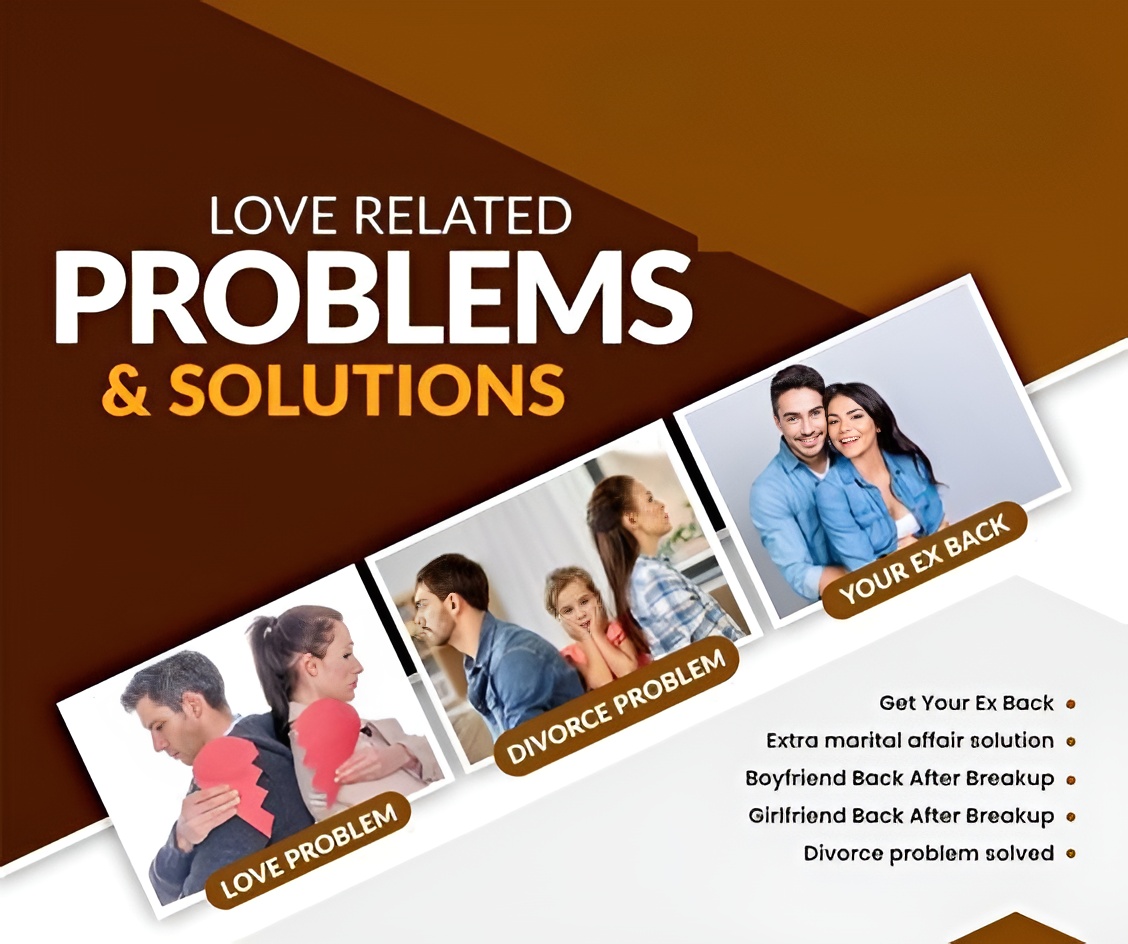 LOVE RELATED
PROBLEMS
& SOLUTIONS
YOUR EX BACK
DIVORCE PROBLEM
LOVE PROBLEM
Get Your Ex Back
Extra marital affair solution
Boyfriend Back After Breakup
Girlfriend Back After Breakup
Divorce problem solved